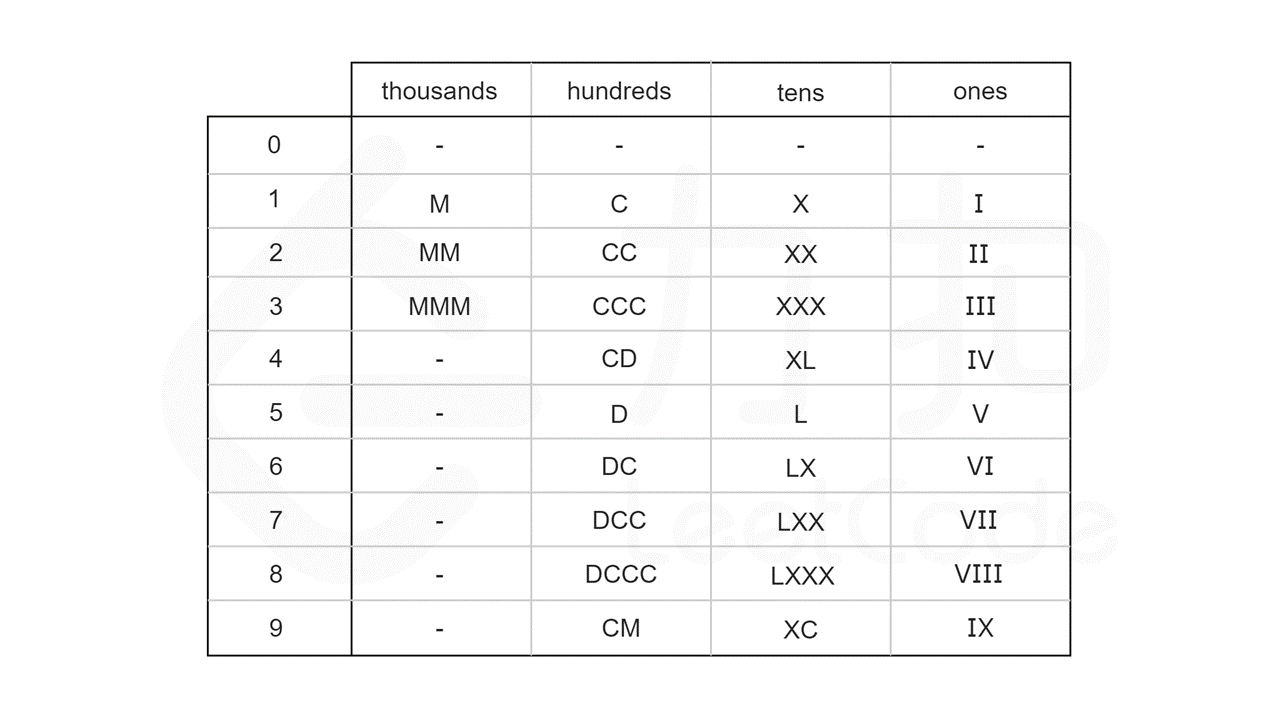 thousands hundreds tens ones
0 - - - -
1 M C X I
2 MM CC XX II
3 MMM CCC XXX III
4 - CD XL IV
5 - D L V
6 - DC LX VI
7 - DCC LXX VII
8 - DCCC LXXX VIII
9 - CM XC IX
力扣
LeetCode